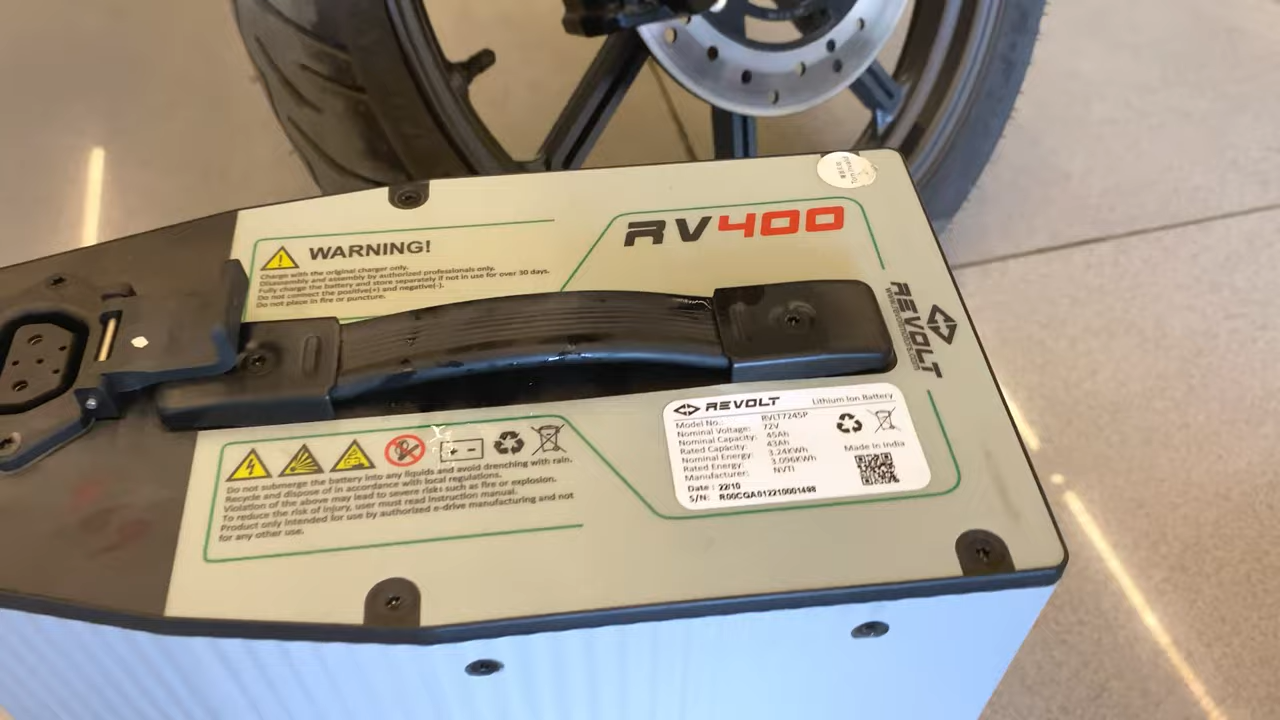 RV400
WARNING!
Charge with the original charger only.
Disassembly and assembly by authorized professionals only.
Fully charge the battery and store separately if not in use for over 30 days.
Do not connect the positive(+) and negative(-).
Do not place in fire or puncture.
REVOLT
www.revoltmotors.com
REVOLT Lithium Ion Battery
Model No.: RVLT7245P
Nominal Voltage: 72V
Nominal Capacity: 45Ah
Rated Capacity: 43Ah
Nominal Energy: 3.24KWh
Rated Energy: 3.096KWh
Manufacturer: NVTI
Made in India
Date : 22/10
S/N: R00CQA012210001498
Do not submerge the battery into any liquids and avoid drenching with rain.
Recycle and dispose of in accordance with local regulations.
Violation of the above may lead to severe risks such as fire or explosion.
To reduce the risk of injury, user must read instruction manual.
Product only intended for use by authorized e-drive manufacturing and not
for any other use.